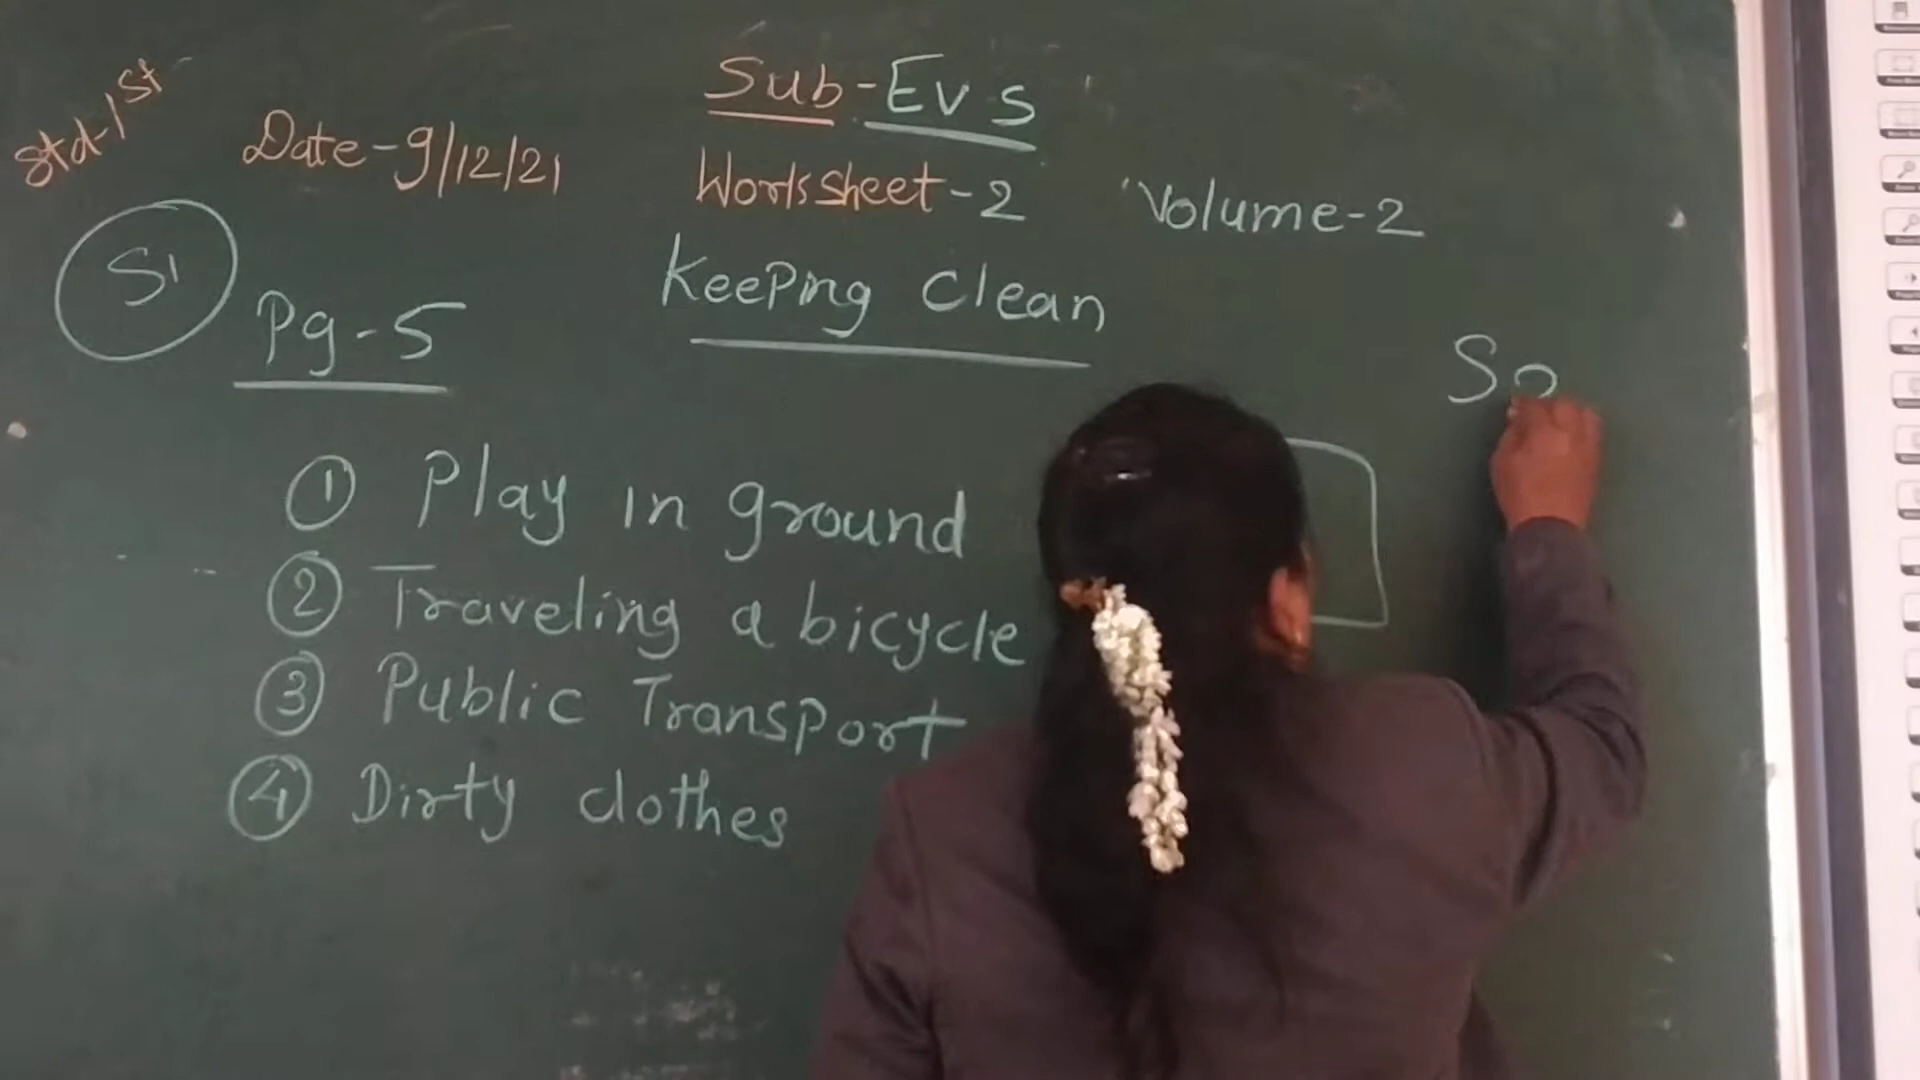 Std-1st
Sub-EVS
Date-9/12/21
Worksheet-2
Volume-2
S1
Pg-5
Keeping Clean
So
① Play in ground
② Traveling a bicycle
③ Public Transport
④ Dirty clothes